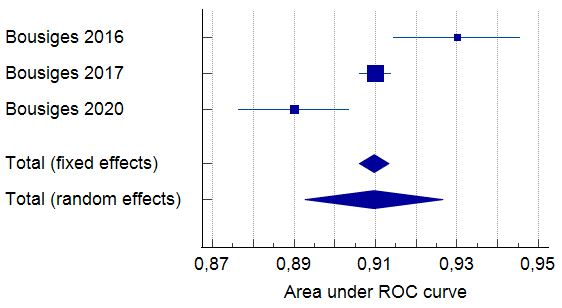 Bousiges 2016
Bousiges 2017
Bousiges 2020
Total (fixed effects)
Total (random effects)
0,87 0,89 0,91 0,93 0,95
Area under ROC curve